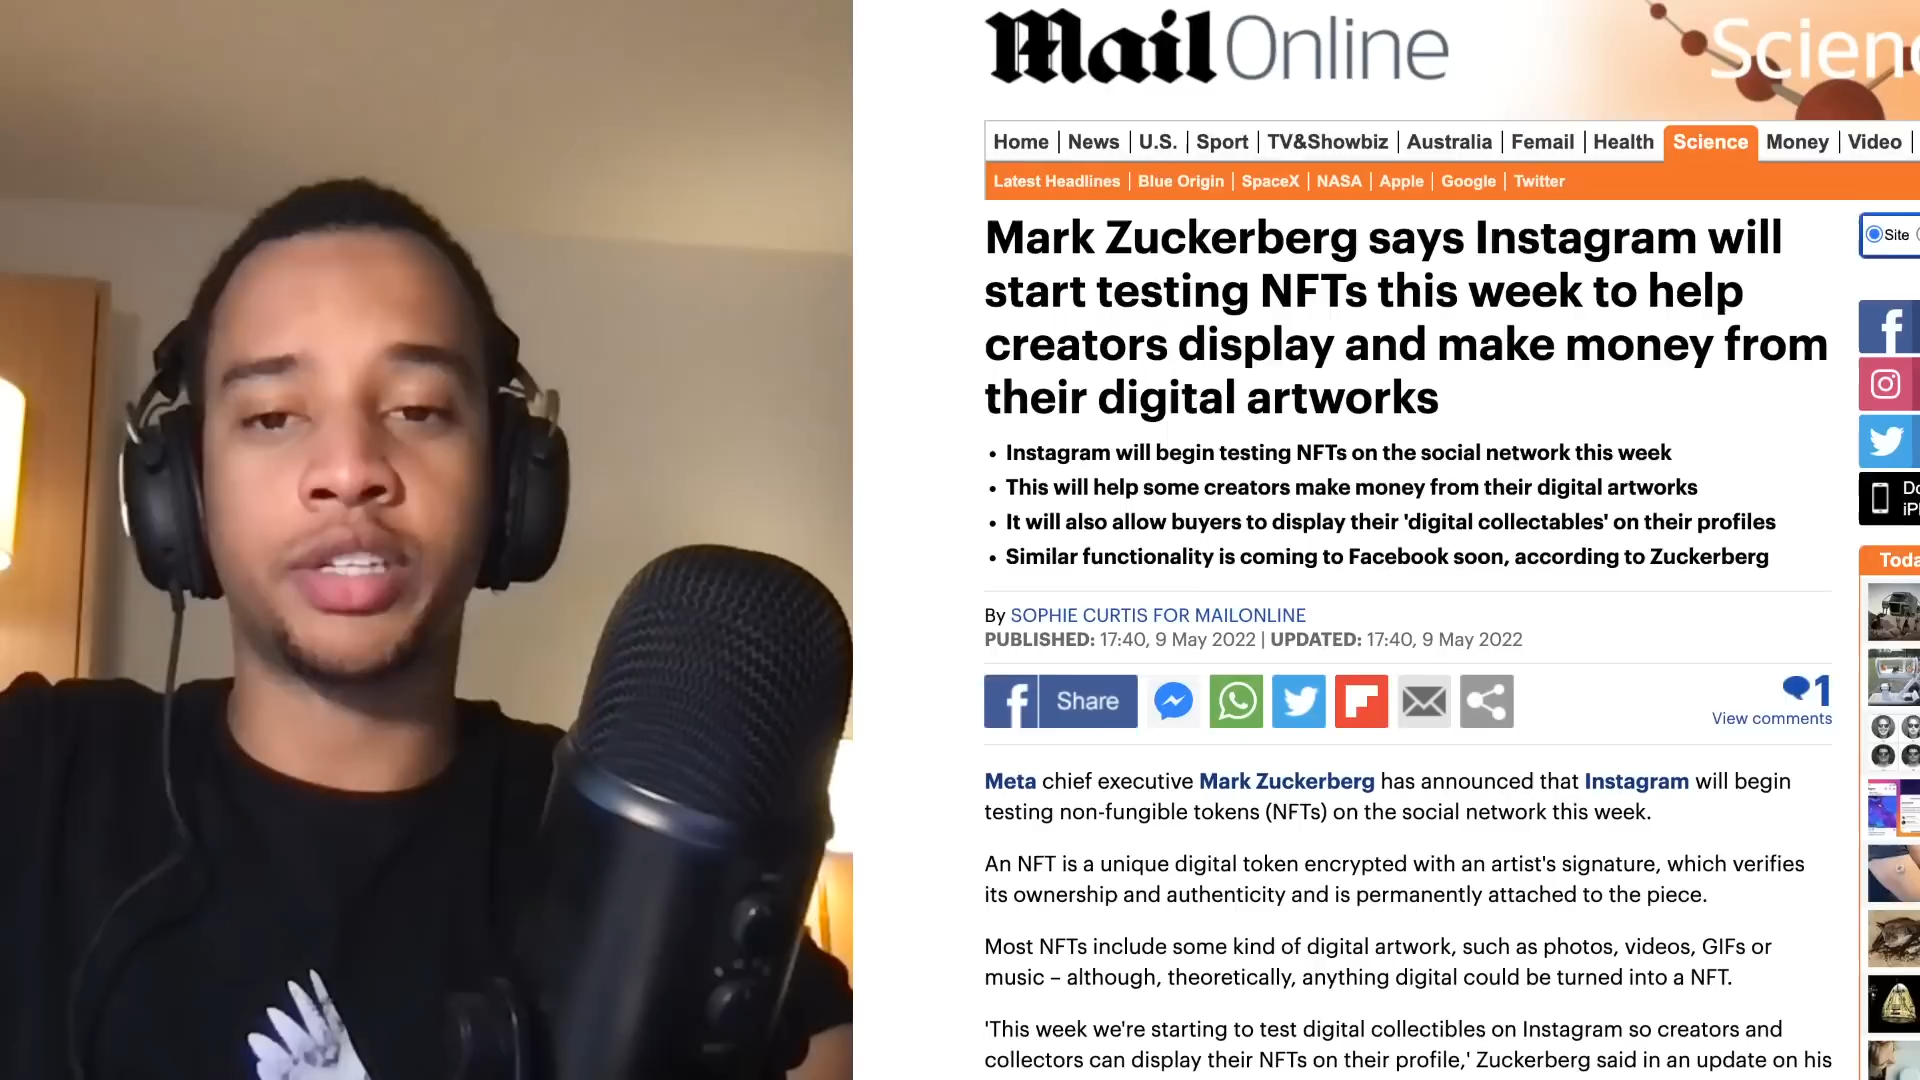 Mail Online
Scienc
Home News U.S. Sport TV&Showbiz Australia Femail Health Science Money Video
Latest Headlines Blue Origin SpaceX NASA Apple Google Twitter
Mark Zuckerberg says Instagram will
start testing NFTs this week to help
creators display and make money from
their digital artworks
Site
• Instagram will begin testing NFTs on the social network this week
• This will help some creators make money from their digital artworks
• It will also allow buyers to display their 'digital collectables' on their profiles
• Similar functionality is coming to Facebook soon, according to Zuckerberg
Do
iP
Toda
By SOPHIE CURTIS FOR MAILONLINE
PUBLISHED: 17:40, 9 May 2022 | UPDATED: 17:40, 9 May 2022
Share
1
View comments
Meta chief executive Mark Zuckerberg has announced that Instagram will begin
testing non-fungible tokens (NFTs) on the social network this week.
An NFT is a unique digital token encrypted with an artist's signature, which verifies
its ownership and authenticity and is permanently attached to the piece.
Most NFTs include some kind of digital artwork, such as photos, videos, GIFs or
music – although, theoretically, anything digital could be turned into a NFT.
'This week we're starting to test digital collectibles on Instagram so creators and
collectors can display their NFTs on their profile,' Zuckerberg said in an update on his